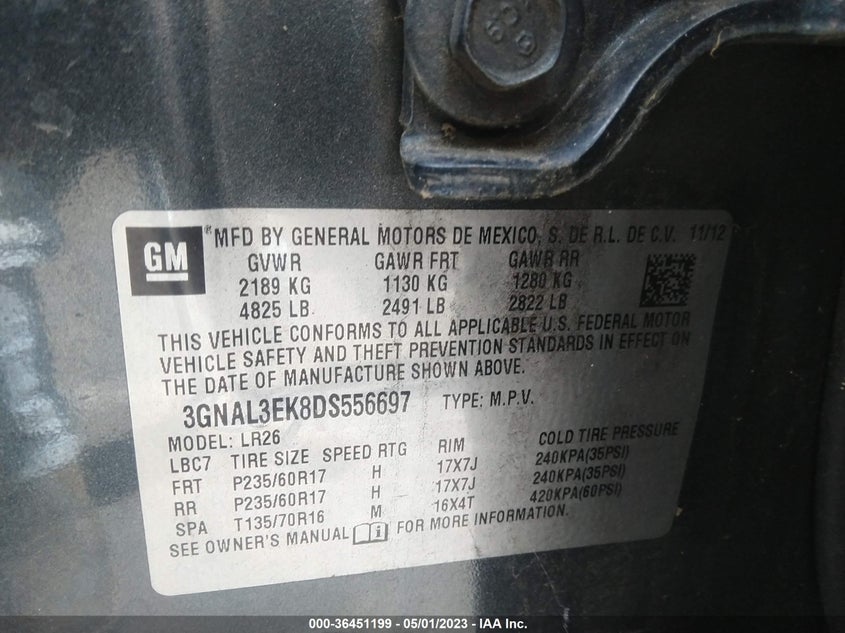 GM
MFD BY GENERAL MOTORS DE MEXICO, S. DE R.L. DE C.V. 11/12
GVWR GAWR FRT GAWR RR
2189 KG 1130 KG 1280 KG
4825 LB 2491 LB 2822 LB
THIS VEHICLE CONFORMS TO ALL APPLICABLE U.S. FEDERAL MOTOR
VEHICLE SAFETY AND THEFT PREVENTION STANDARDS IN EFFECT ON
THE DATE OF MANUFACTURE SHOWN ABOVE.
3GNAL3EK8DS556697 TYPE: M.P.V.
MODEL: LR26
LBC7 TIRE SIZE SPEED RTG RIM COLD TIRE PRESSURE
FRT P235/60R17 H 17X7J 240KPA(35PSI)
RR P235/60R17 H 17X7J 240KPA(35PSI)
SPA T135/70R16 M 16X4T 420KPA(60PSI)
SEE OWNER'S MANUAL FOR MORE INFORMATION.
000-36451199 - 05/01/2023 - IAA Inc.